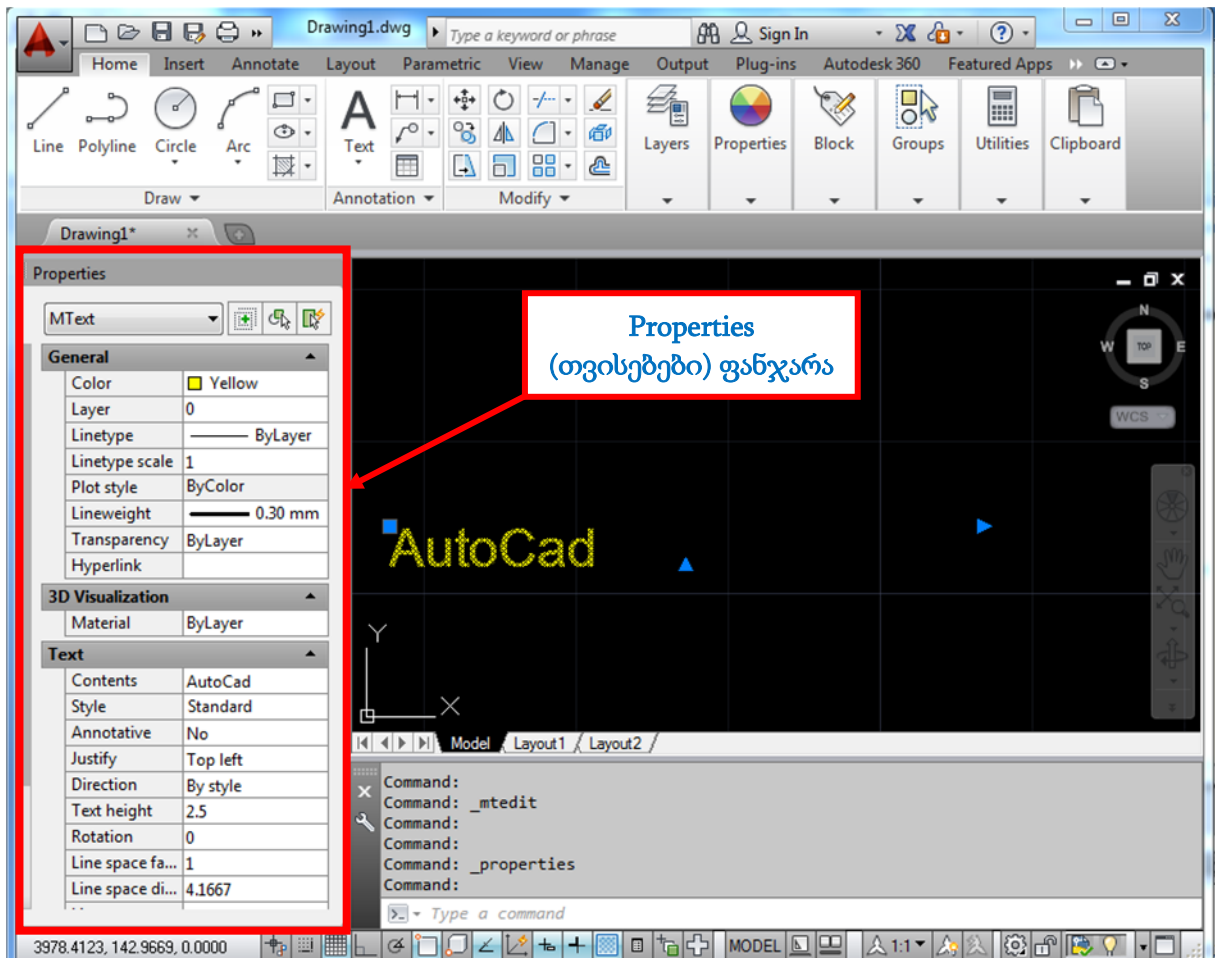 Drawing1.dwg Type a keyword or phrase Sign In
Home Insert Annotate Layout Parametric View Manage Output Plug-ins Autodesk 360 Featured Apps
Line Polyline Circle Arc Text Layers Properties Block Groups Utilities Clipboard
Draw Annotation Modify
Drawing1*
Properties
MText
General
Color Yellow
Layer 0
Linetype ByLayer
Linetype scale 1
Plot style ByColor
Lineweight 0.30 mm
Transparency ByLayer
Hyperlink
3D Visualization
Material ByLayer
Text
Contents AutoCad
Style Standard
Annotative No
Justify Top left
Direction By style
Text height 2.5
Rotation 0
Line space fa... 1
Line space di... 4.1667
Properties
(თვისებები) ფანჯარა
N
W TOP E
S
WCS
AutoCad
Y
X
Model Layout1 Layout2
Command:
Command: _mtedit
Command:
Command:
Command: _properties
Command:
Type a command
3978.4123, 142.9669, 0.0000 MODEL 1:1